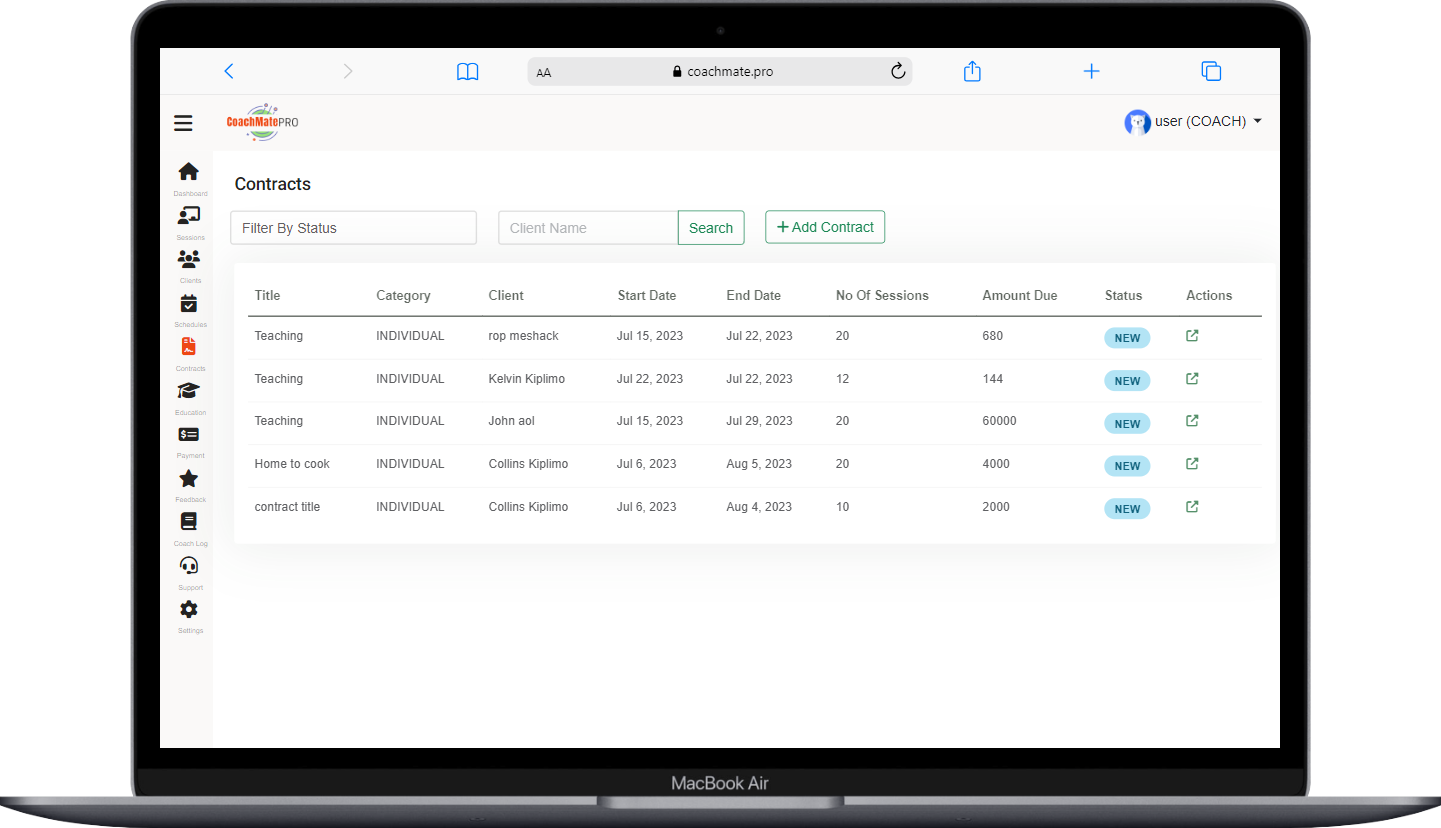 AA coachmate.pro
CoachMatePRO
user (COACH)
Dashboard
Sessions
Clients
Schedules
Contracts
Education
Payment
Feedback
Coach Log
Support
Settings
Contracts
Filter By Status Client Name Search + Add Contract
Title Category Client Start Date End Date No Of Sessions Amount Due Status Actions
Teaching INDIVIDUAL rop meshack Jul 15, 2023 Jul 22, 2023 20 680 NEW
Teaching INDIVIDUAL Kelvin Kiplimo Jul 22, 2023 Jul 22, 2023 12 144 NEW
Teaching INDIVIDUAL John aol Jul 15, 2023 Jul 29, 2023 20 60000 NEW
Home to cook INDIVIDUAL Collins Kiplimo Jul 6, 2023 Aug 5, 2023 20 4000 NEW
contract title INDIVIDUAL Collins Kiplimo Jul 6, 2023 Aug 4, 2023 10 2000 NEW
MacBook Air